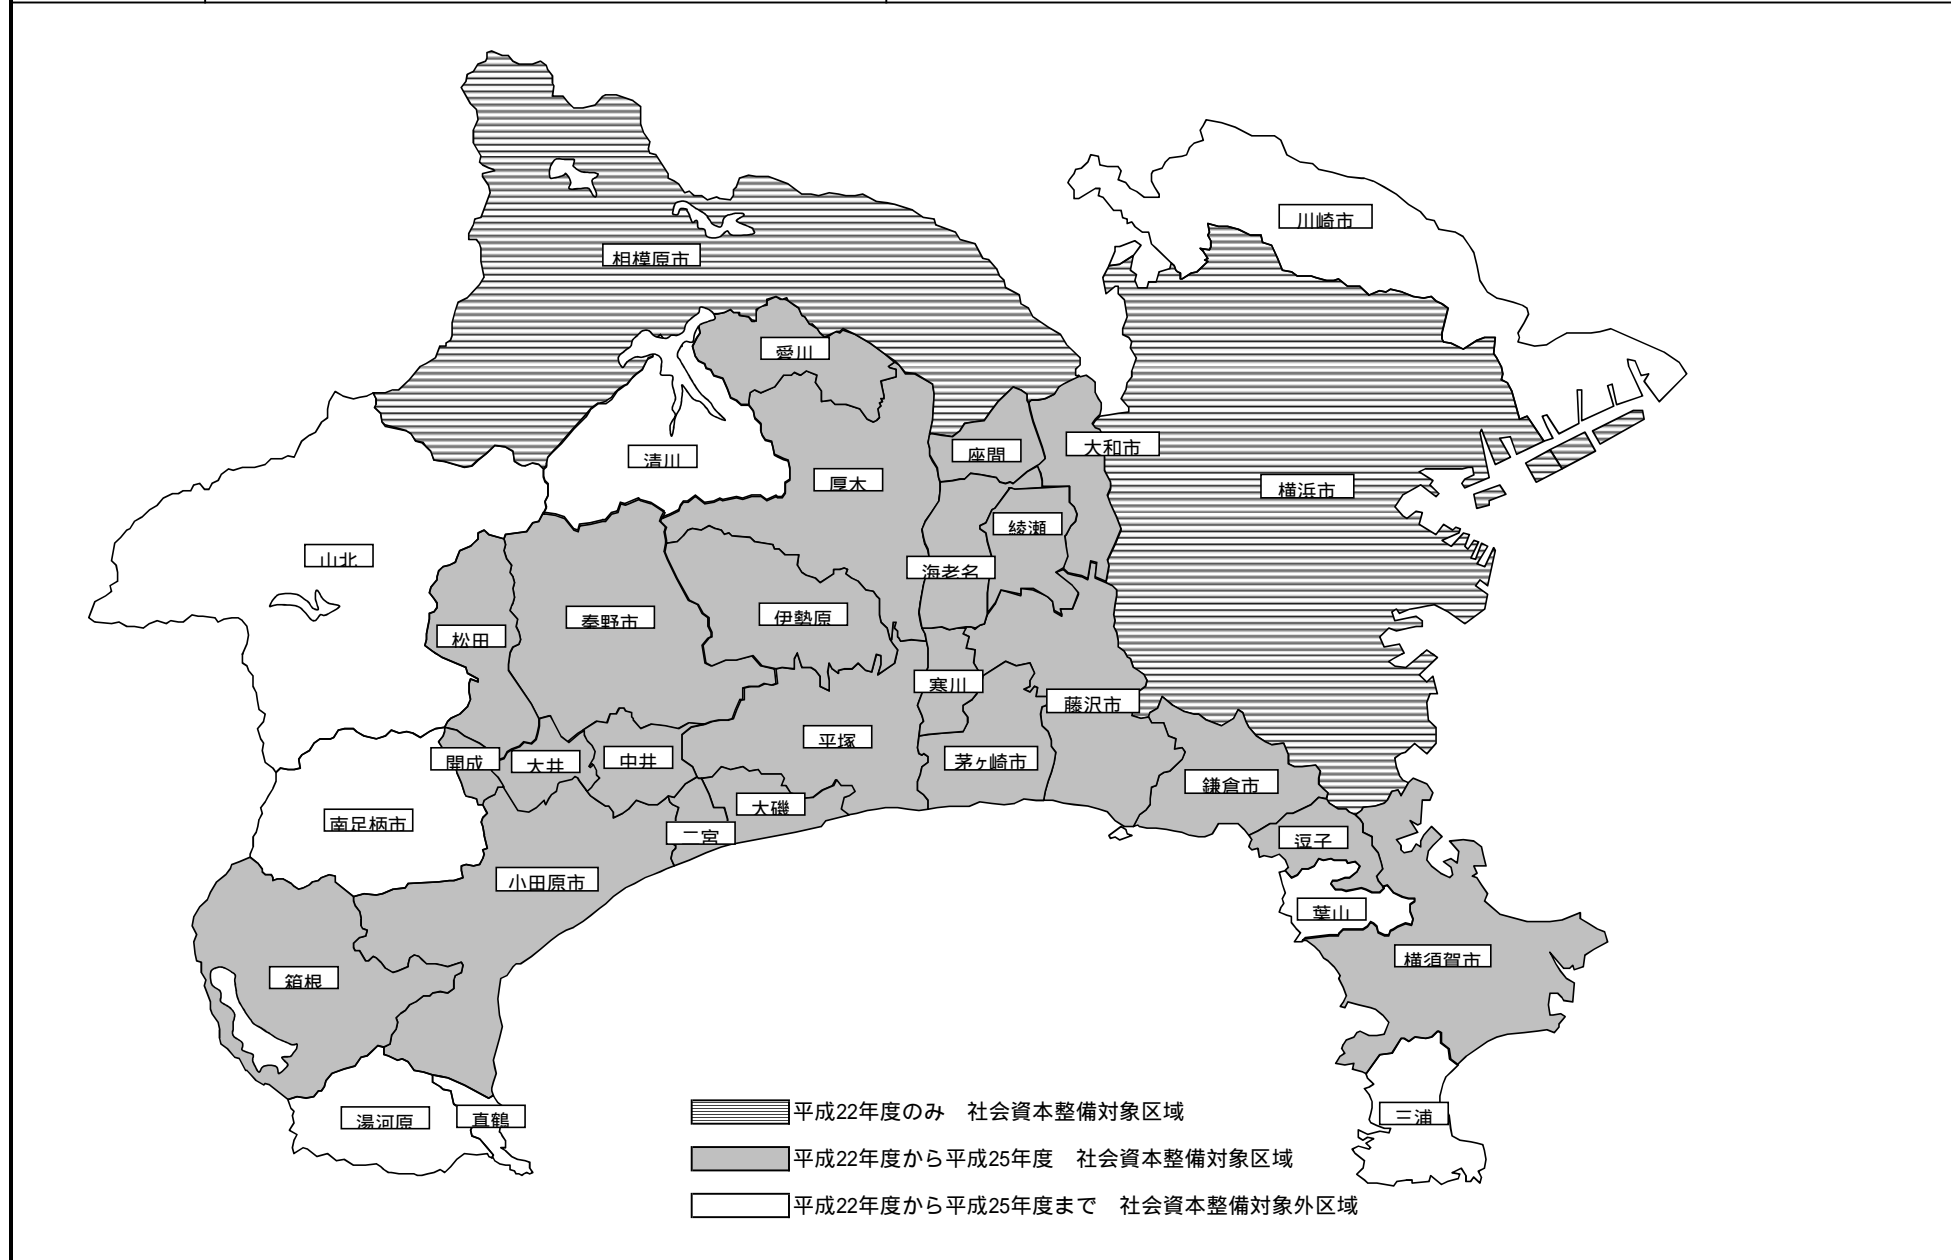 川崎市
相模原市
愛川
大和市
座間
清川
厚木
横浜市
綾瀬
山北
海老名
秦野市
伊勢原
松田
寒川
藤沢市
平塚
開成
大井
中井
茅ヶ崎市
鎌倉市
大磯
南足柄市
二宮
逗子
小田原市
葉山
横須賀市
箱根
湯河原
真鶴
三浦
平成22年度のみ　社会資本整備対象区域
平成22年度から平成25年度　社会資本整備対象区域
平成22年度から平成25年度まで　社会資本整備対象外区域